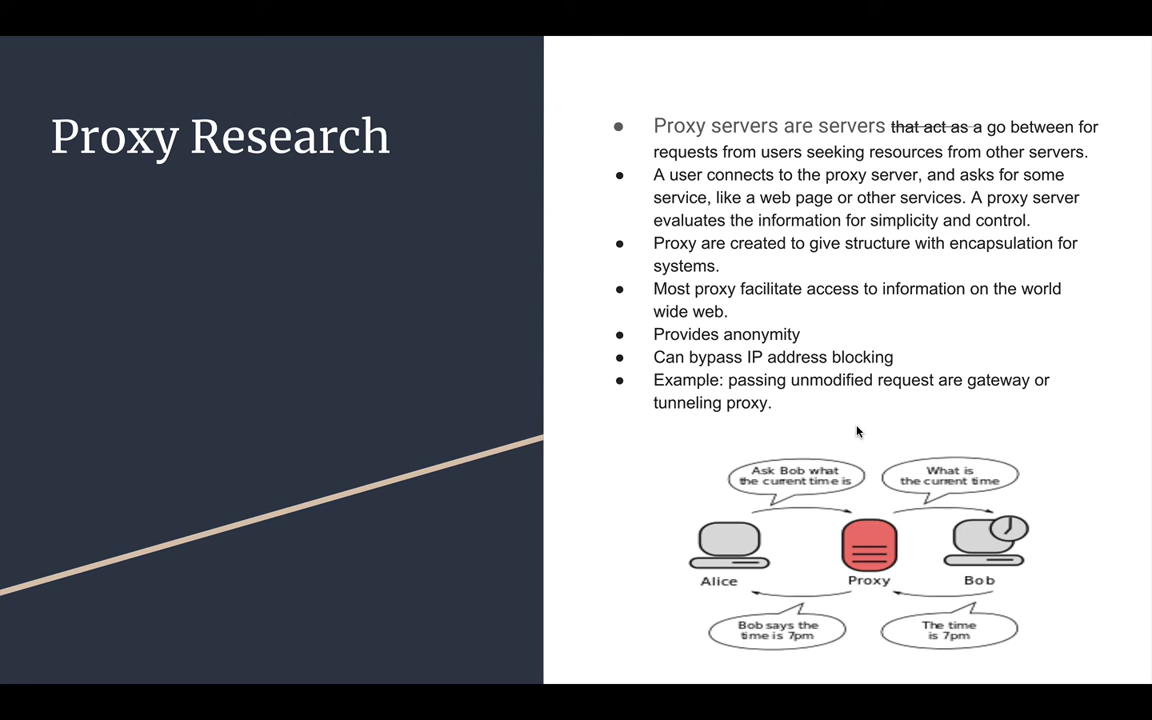 Proxy Research
● Proxy servers are servers that act as a go between for
requests from users seeking resources from other servers.
● A user connects to the proxy server, and asks for some
service, like a web page or other services. A proxy server
evaluates the information for simplicity and control.
● Proxy are created to give structure with encapsulation for
systems.
● Most proxy facilitate access to information on the world
wide web.
● Provides anonymity
● Can bypass IP address blocking
● Example: passing unmodified request are gateway or
tunneling proxy.
Ask Bob what
the current time is
What is
the current time
Alice
Proxy
Bob
Bob says the
time is 7pm
The time
is 7pm